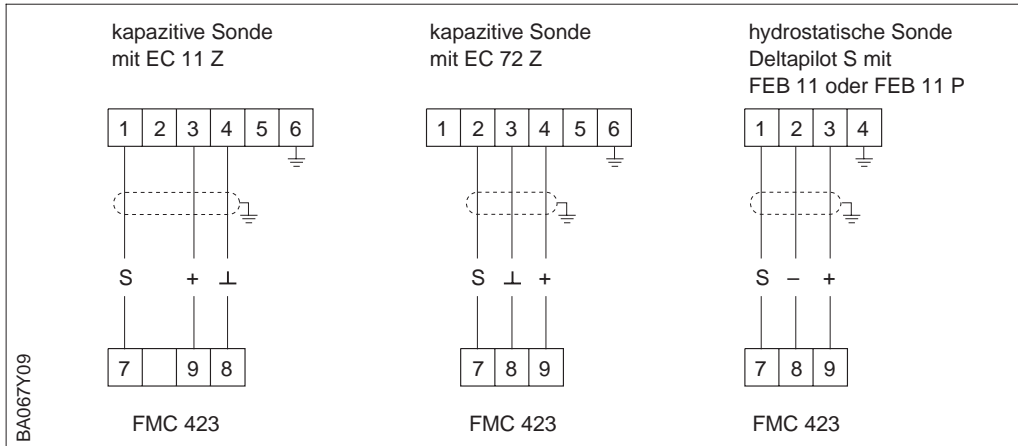 kapazitive Sonde
mit EC 11 Z
1 2 3 4 5 6
S + ⊥
7 9 8
FMC 423
kapazitive Sonde
mit EC 72 Z
1 2 3 4 5 6
S ⊥ +
7 8 9
FMC 423
hydrostatische Sonde
Deltapilot S mit
FEB 11 oder FEB 11 P
1 2 3 4
S – +
7 8 9
FMC 423
BA067Y09